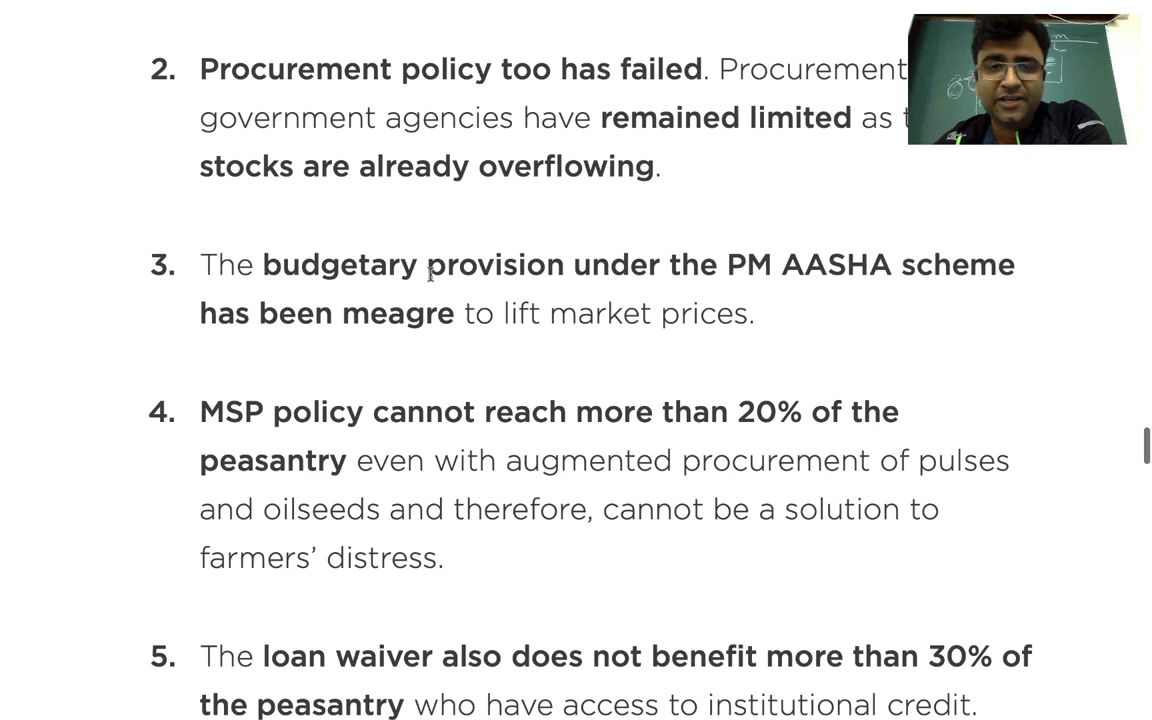 2. Procurement policy too has failed. Procurement
government agencies have remained limited as
stocks are already overflowing.
3. The budgetary provision under the PM AASHA scheme
has been meagre to lift market prices.
4. MSP policy cannot reach more than 20% of the
peasantry even with augmented procurement of pulses
and oilseeds and therefore, cannot be a solution to
farmers’ distress.
5. The loan waiver also does not benefit more than 30% of
the peasantry who have access to institutional credit.